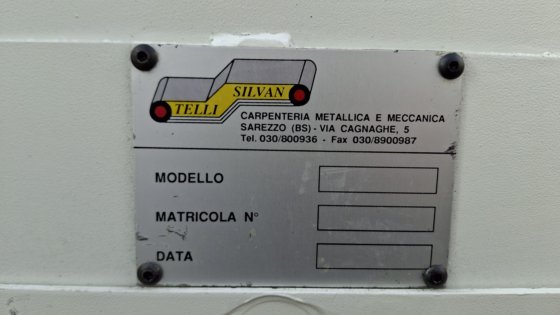 TELLI SILVAN
CARPENTERIA METALLICA E MECCANICA
SAREZZO (BS) - VIA CAGNAGHE, 5
Tel. 030/800936 - Fax 030/8900987
MODELLO
MATRICOLA N°
DATA